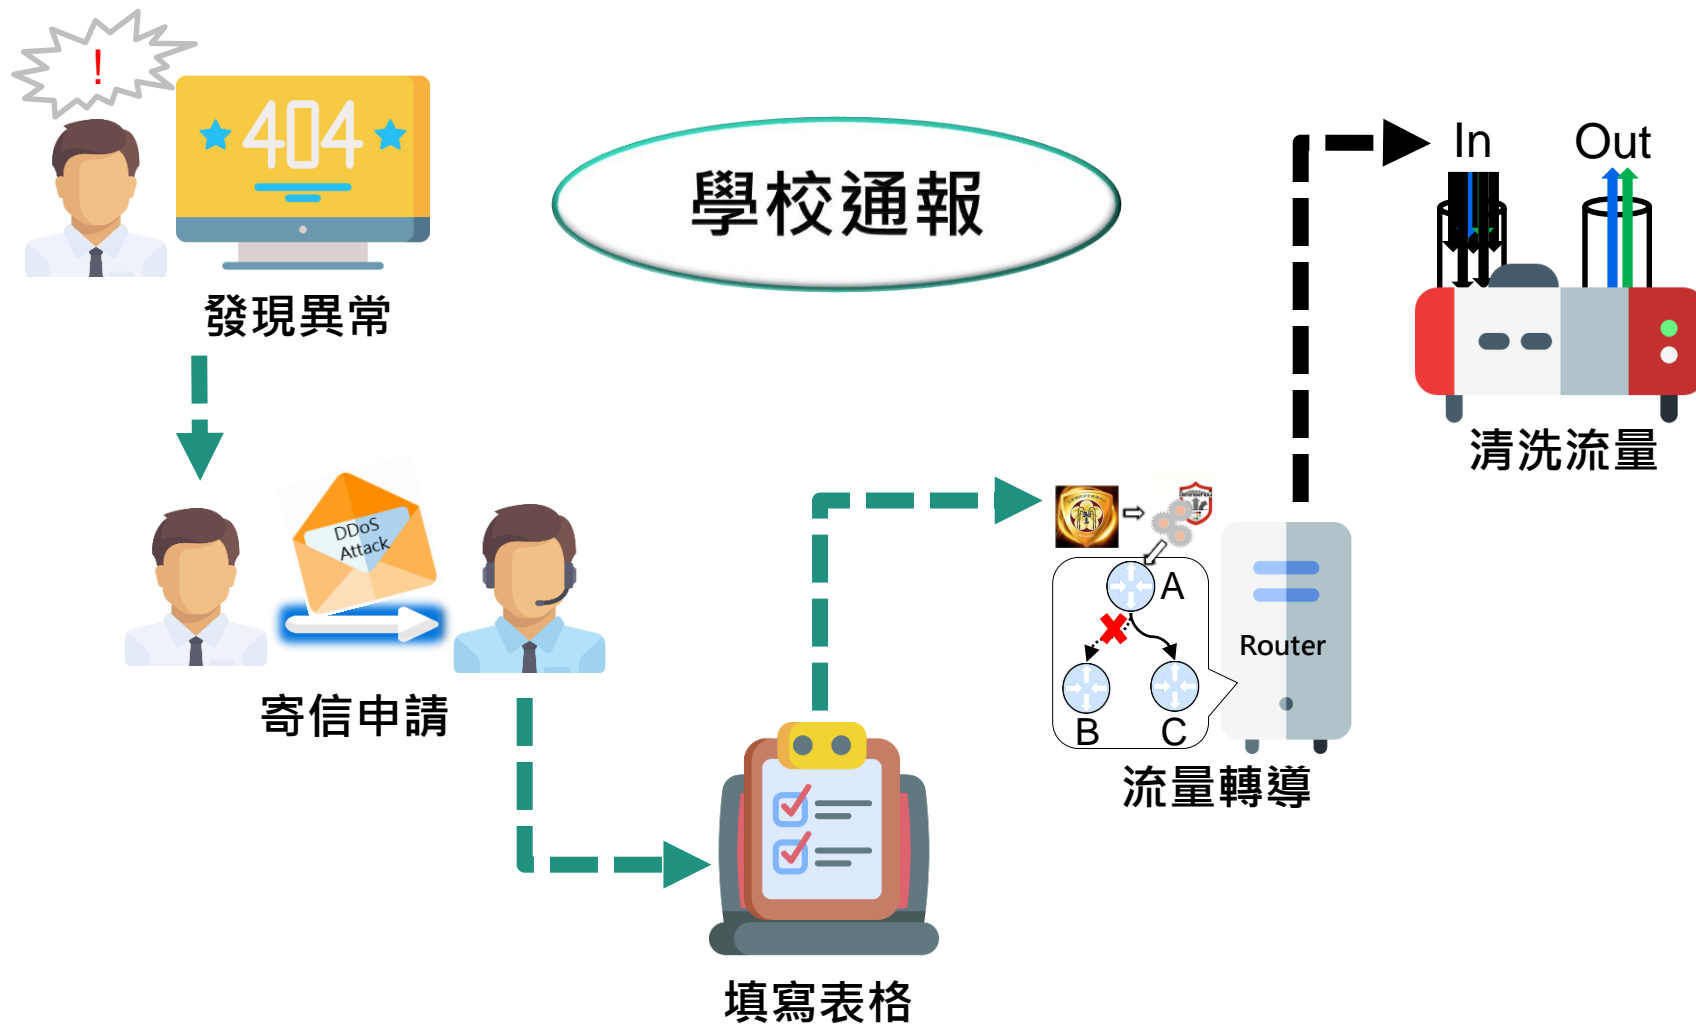 !
404
學校通報
In
Out
發現異常
清洗流量
DDoS
Attack
寄信申請
A
Router
B
C
流量轉導
填寫表格